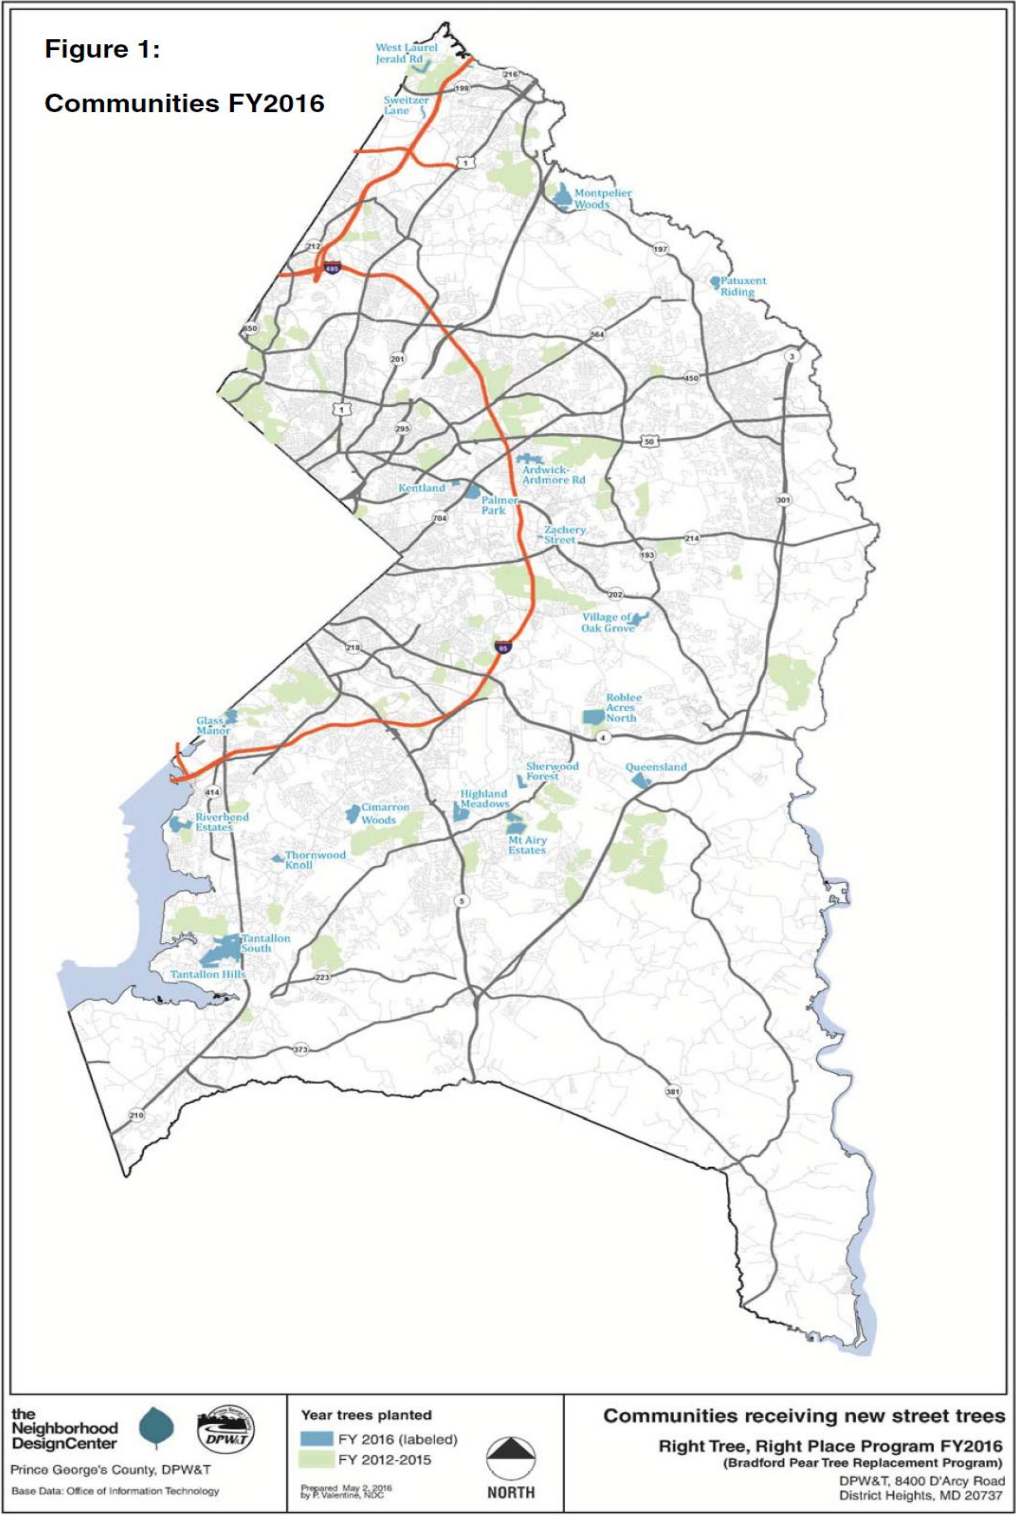 Figure 1:
Communities FY2016
West Laurel
Jerald Rd
216
198
Sweitzer
Lane
1
Montpelier
Woods
212
197
495
Patuxent
Riding
650
564
201
3
450
1
295
50
Ardwick-
Ardmore Rd
Kentland
Palmer
Park
301
704
Zachery
Street
214
193
202
Village of
Oak Grove
218
95
Roblee
Acres
North
Glass
Manor
4
Sherwood
Forest
Queensland
414
Highland
Meadows
Cimarron
Woods
Riverbend
Estates
Mt Airy
Estates
Thornwood
Knoll
5
Tantallon
South
Tantallon Hills
223
373
381
210
the
Neighborhood
DesignCenter
DPW&T
Prince George's County, DPW&T
Base Data: Office of Information Technology
Year trees planted
FY 2016 (labeled)
FY 2012-2015
Prepared May 2, 2016
by P. Valentine, NDC
NORTH
Communities receiving new street trees
Right Tree, Right Place Program FY2016
(Bradford Pear Tree Replacement Program)
DPW&T, 8400 D'Arcy Road
District Heights, MD 20737